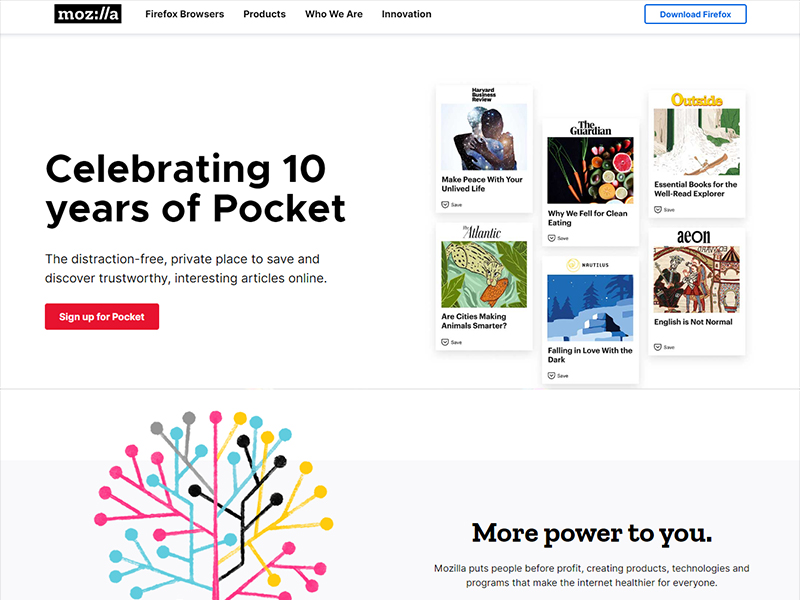 moz://a
Firefox Browsers
Products
Who We Are
Innovation
Download Firefox
Celebrating 10
years of Pocket
The distraction-free, private place to save and
discover trustworthy, interesting articles online.
Sign up for Pocket
Harvard
Business
Review
Make Peace With Your
Unlived Life
Save
The Atlantic
Are Cities Making
Animals Smarter?
Save
The
Guardian
Why We Fell for Clean
Eating
Save
NAUTILUS
Falling in Love With the
Dark
Save
Outside
Essential Books for the
Well-Read Explorer
Save
aeon
English is Not Normal
Save
More power to you.
Mozilla puts people before profit, creating products, technologies and
programs that make the internet healthier for everyone.